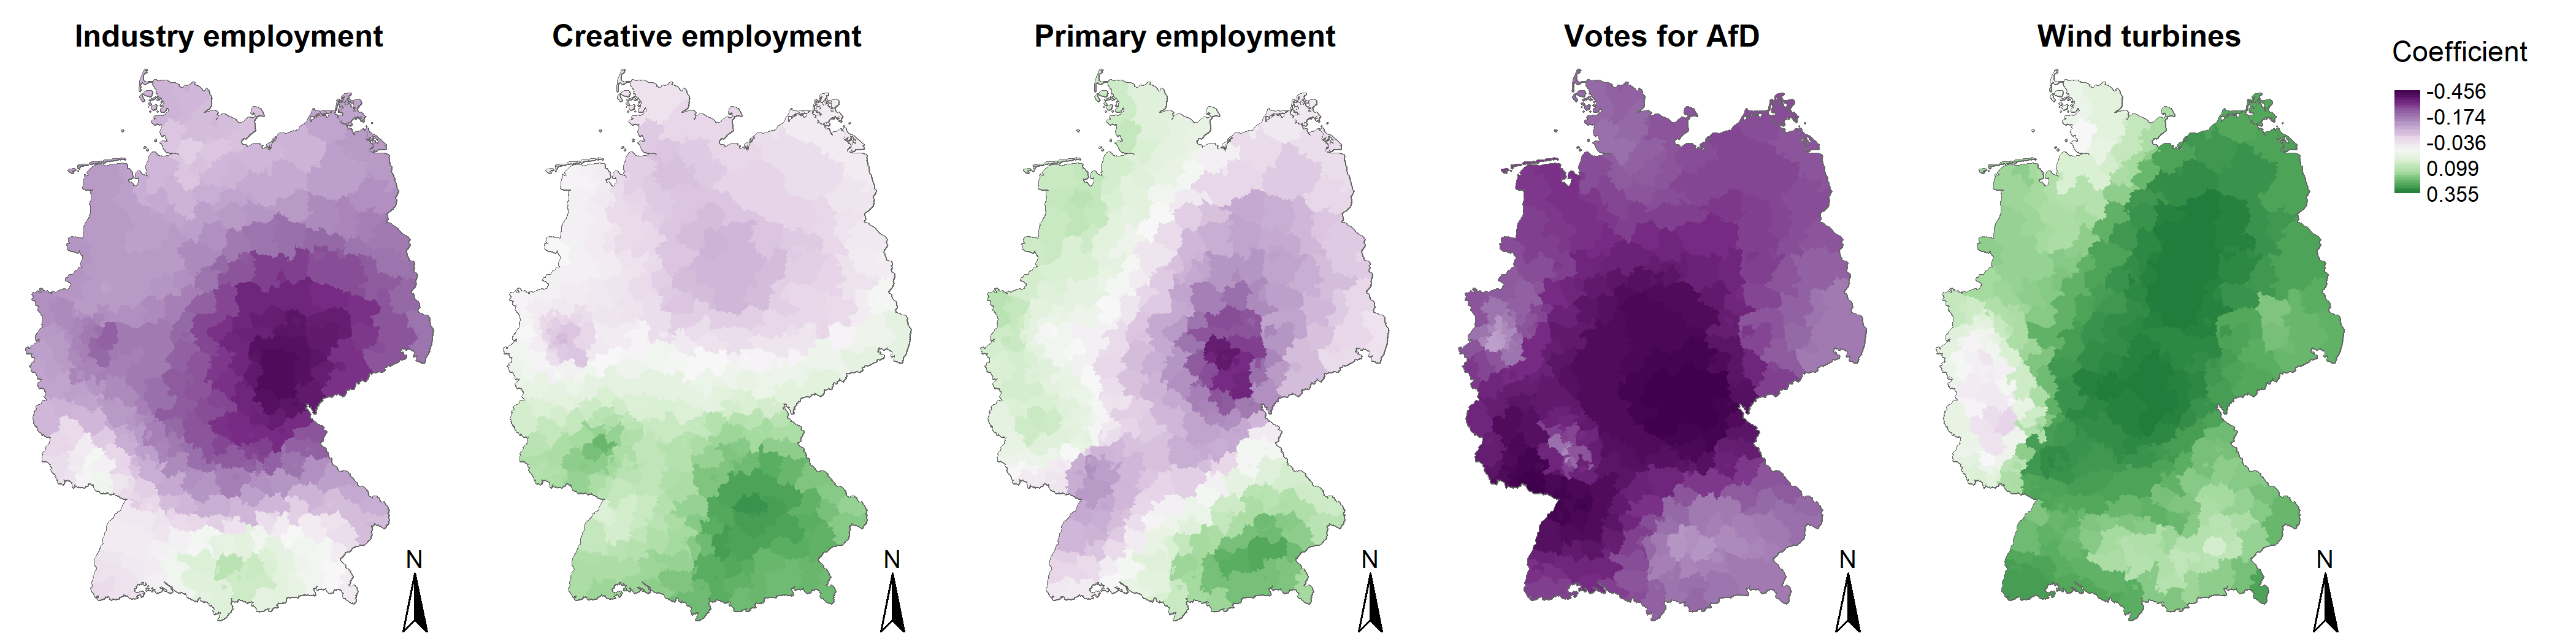 Industry employment
Creative employment
Primary employment
Votes for AfD
Wind turbines
Coefficient
-0.456
-0.174
-0.036
0.099
0.355
N
N
N
N
N